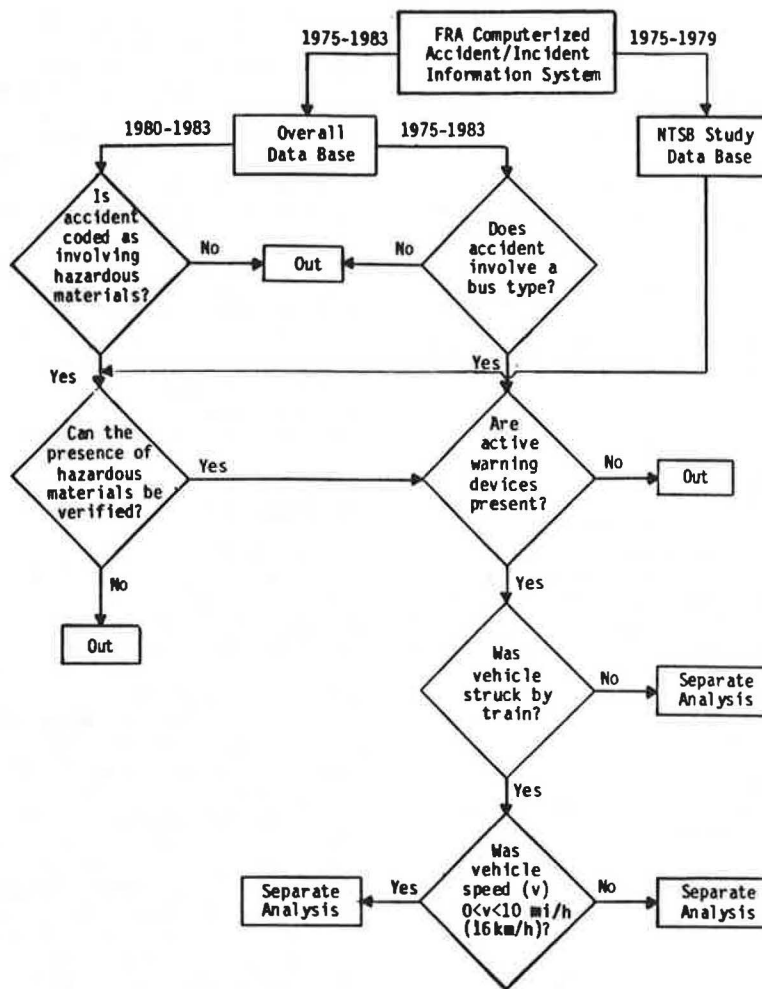 1975-1983
FRA Computerized
Accident/Incident
Information System
1975-1979
1980-1983
Overall
Data Base
1975-1983
NTSB Study
Data Base
Is
accident
coded as
involving
hazardous
materials?
No
Out
No
Does
accident
involve a
bus type?
Yes
Yes
Can the
presence of
hazardous
materials be
verified?
Yes
Are
active
warning
devices
present?
No
Out
No
Out
Yes
Was
vehicle
struck by
train?
No
Separate
Analysis
Yes
Was
vehicle
speed (v)
0<v<10 mi/h
(16km/h)?
Yes
Separate
Analysis
No
Separate
Analysis